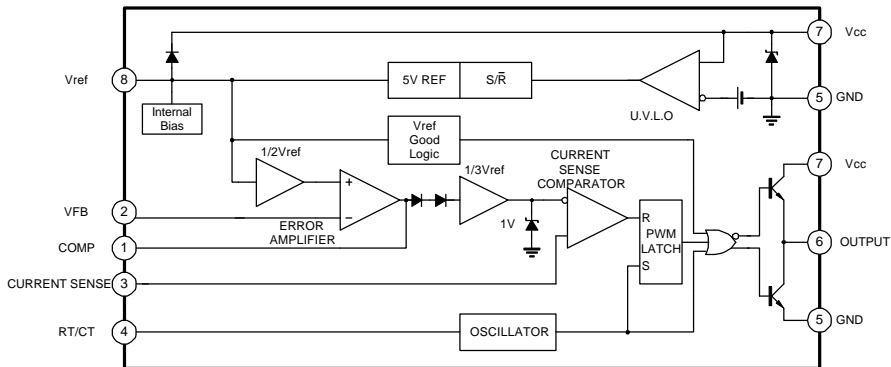 7 Vcc
Vref 8
5V REF S/R̅
Internal
Bias
U.V.L.O
5 GND
Vref
Good
Logic
1/2Vref
1/3Vref
CURRENT
SENSE
COMPARATOR
7 Vcc
+
−
VFB 2
ERROR
AMPLIFIER
1V
R
PWM
LATCH
S
6 OUTPUT
COMP 1
CURRENT SENSE 3
RT/CT 4
OSCILLATOR
5 GND